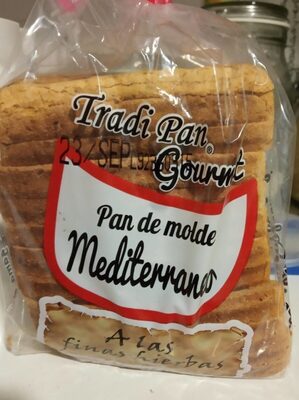 Tradi Pan®
23/SEP
Gourmet
Pan de molde
Mediterraneo
A las
finas hierbas